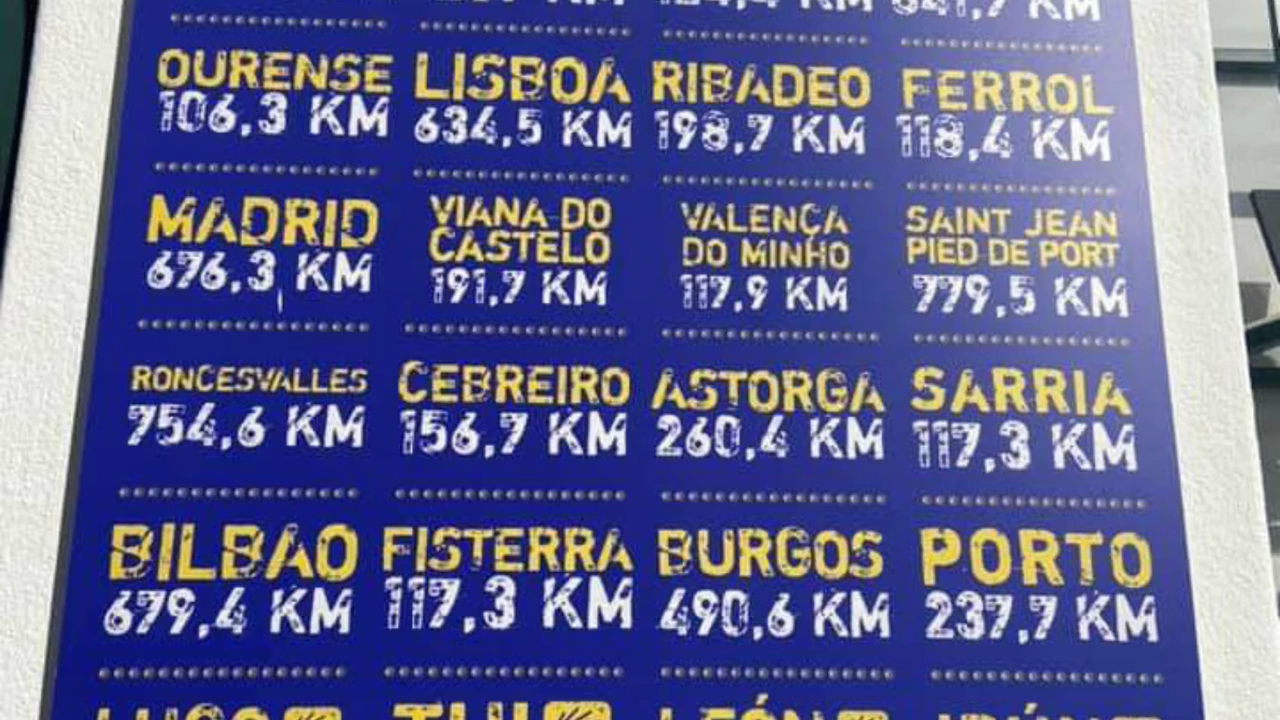 OURENSE LISBOA RIBADEO FERROL
106,3 KM 634,5 KM 198,7 KM 118,4 KM
MADRID VIANA DO VALENÇA SAINT JEAN
CASTELO DO MINHO PIED DE PORT
676,3 KM 191,7 KM 117,9 KM 779,5 KM
RONCESVALLES CEBREIRO ASTORGA SARRIA
754,6 KM 156,7 KM 260,4 KM 117,3 KM
BILBAO FISTERRA BURGOS PORTO
679,4 KM 117,3 KM 490,6 KM 237,7 KM